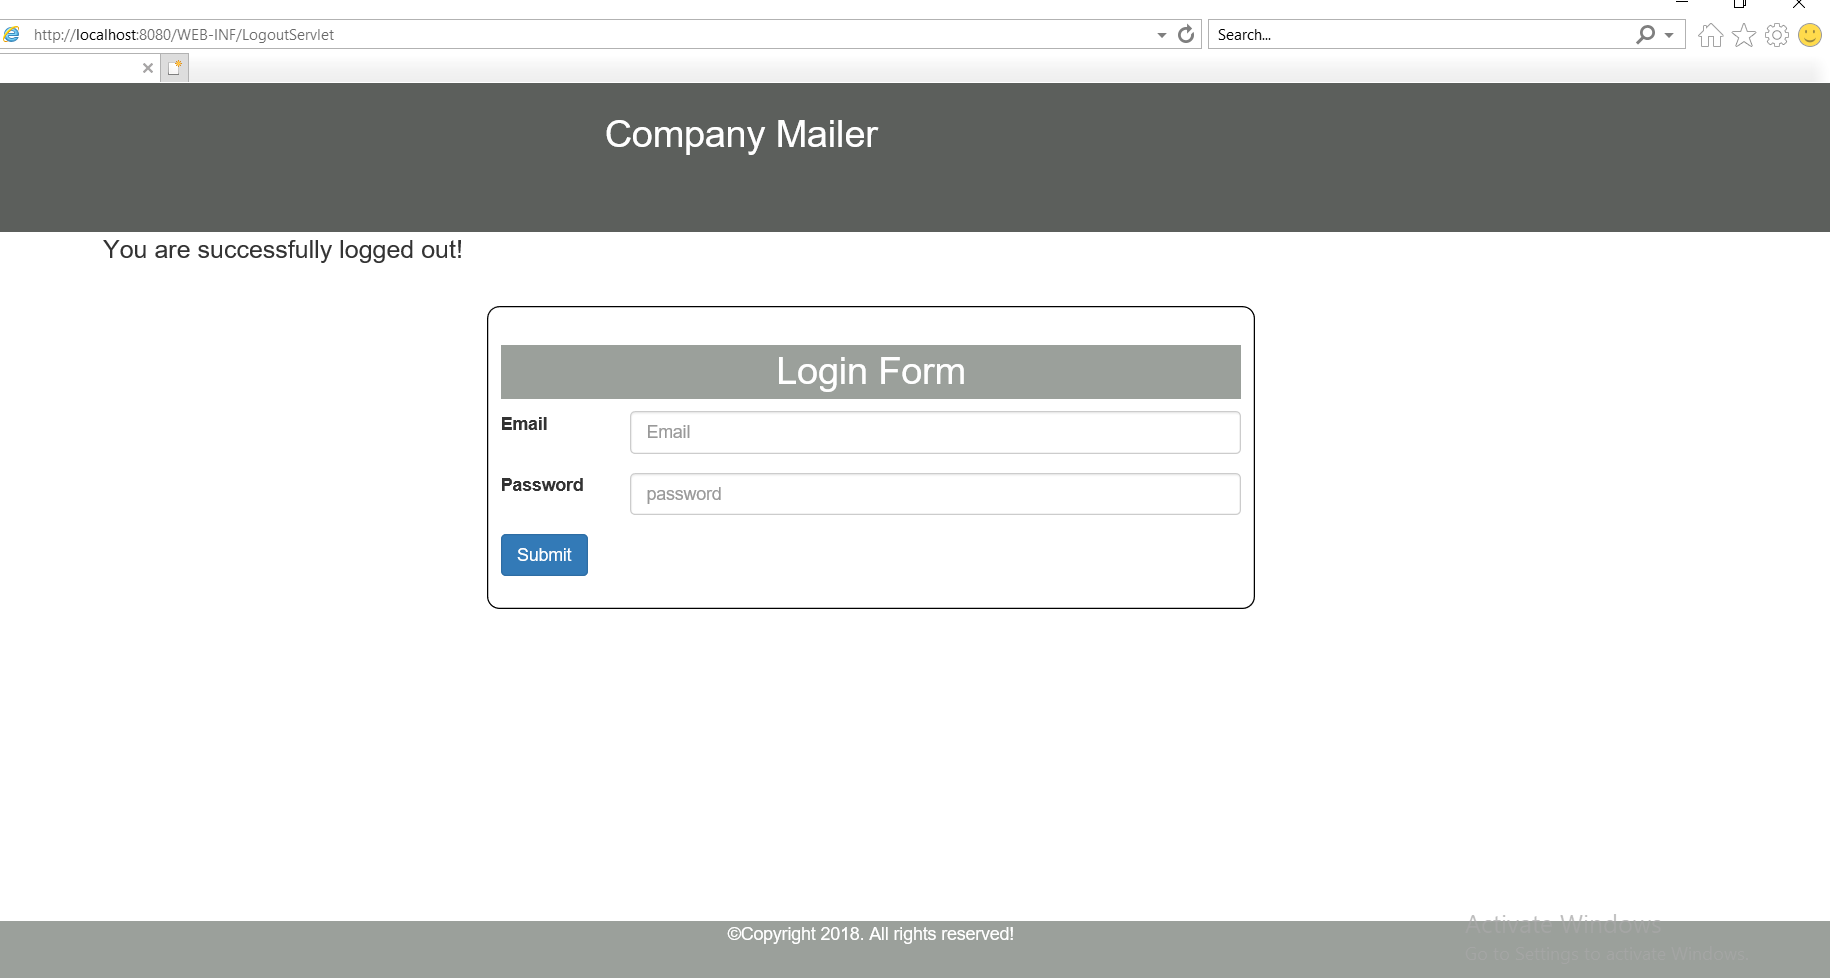 http://localhost:8080/WEB-INF/LogoutServlet
Search...
Company Mailer
You are successfully logged out!
Login Form
Email
Email
Password
password
Submit
©Copyright 2018. All rights reserved!
Activate Windows
Go to Settings to activate Windows.